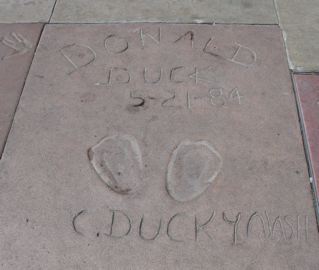 DONALD
DUCK
5-21-84
C. DUCKY NASH